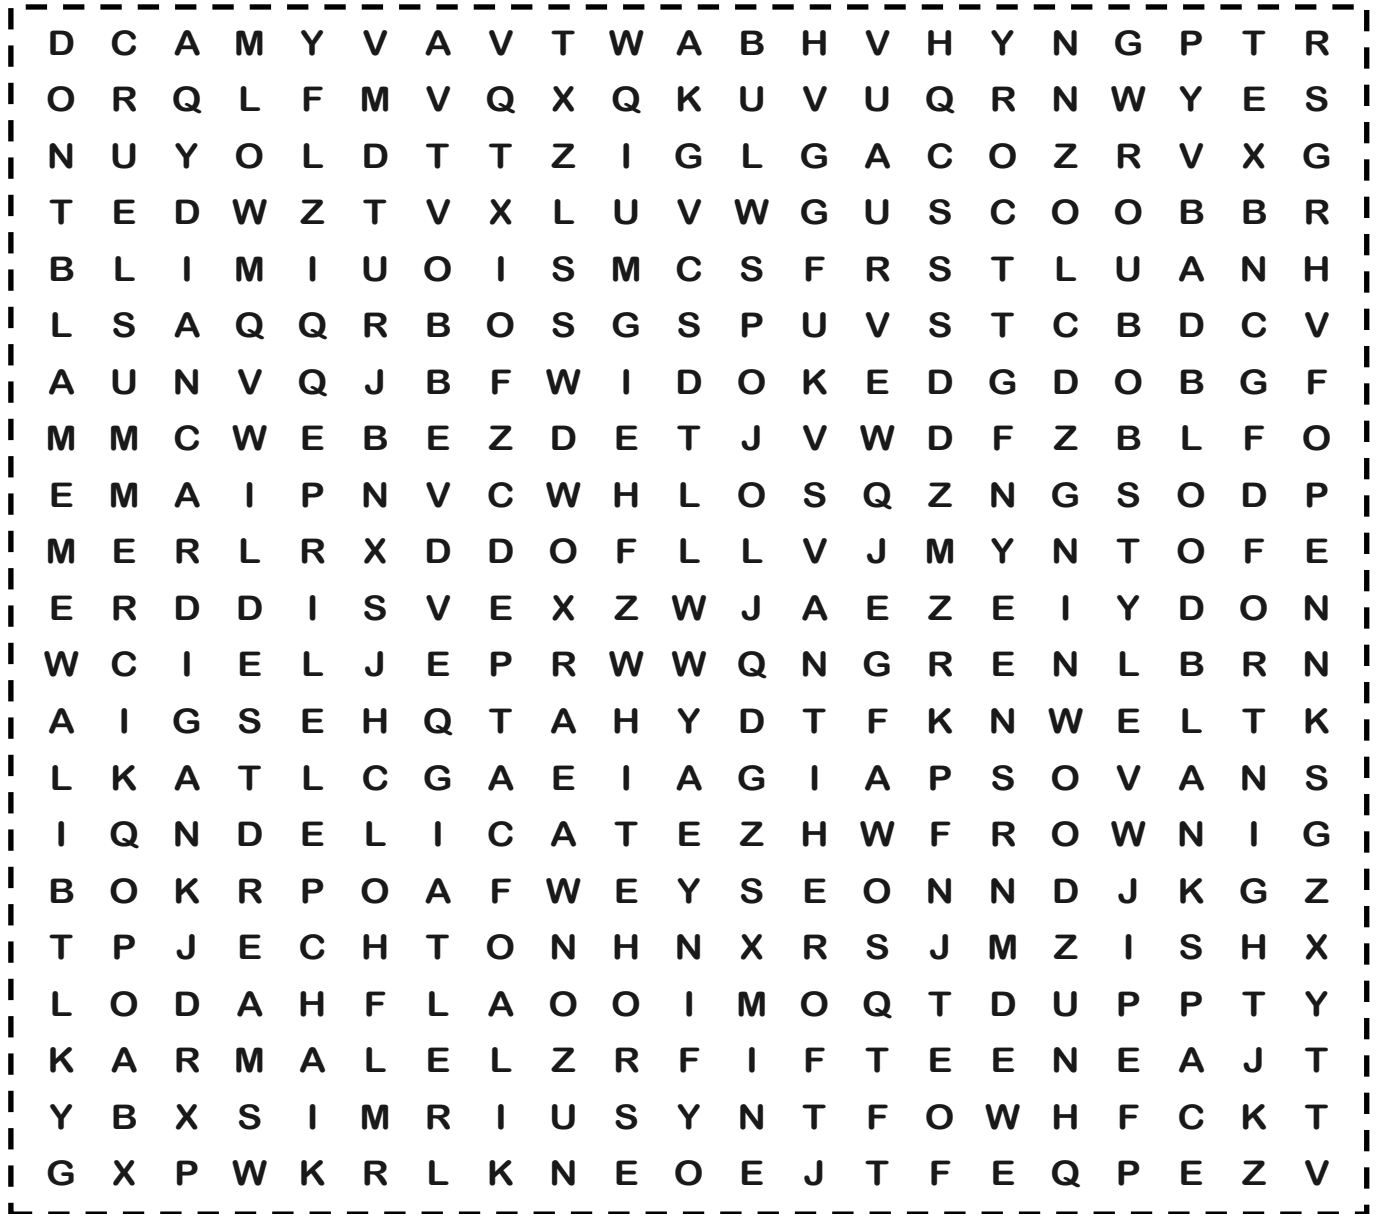 D C A M Y V A V T W A B H V H Y N G P T R
O R Q L F M V Q X Q K U V U Q R N W Y E S
N U Y O L D T T Z I G L G A C O Z R V X G
T E D W Z T V X L U V W G U S C O O B B R
B L I M I U O I S M C S F R S T L U A N H
L S A Q Q R B O S G S P U V S T C B D C V
A U N V Q J B F W I D O K E D G D O B G F
M M C W E B E Z D E T J V W D F Z B L F O
E M A I P N V C W H L O S Q Z N G S O D P
M E R L R X D D O F L L V J M Y N T O F E
E R D D I S V E X Z W J A E Z E I Y D O N
W C I E L J E P R W W Q N G R E N L B R N
A I G S E H Q T A H Y D T F K N W E L T K
L K A T L C G A E I A G I A P S O V A N S
I Q N D E L I C A T E Z H W F R O W N I G
B O K R P O A F W E Y S E O N N D J K G Z
T P J E C H T O N H N X R S J M Z I S H X
L O D A H F L A O O I M O Q T D U P P T Y
K A R M A L E L Z R F I F T E E N E A J T
Y B X S I M R I U S Y N T F O W H F C K T
G X P W K R L K N E O E J T F E Q P E Z V